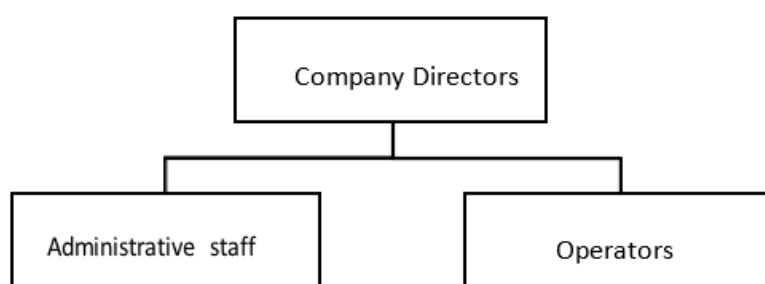 Company Directors
Administrative staff
Operators